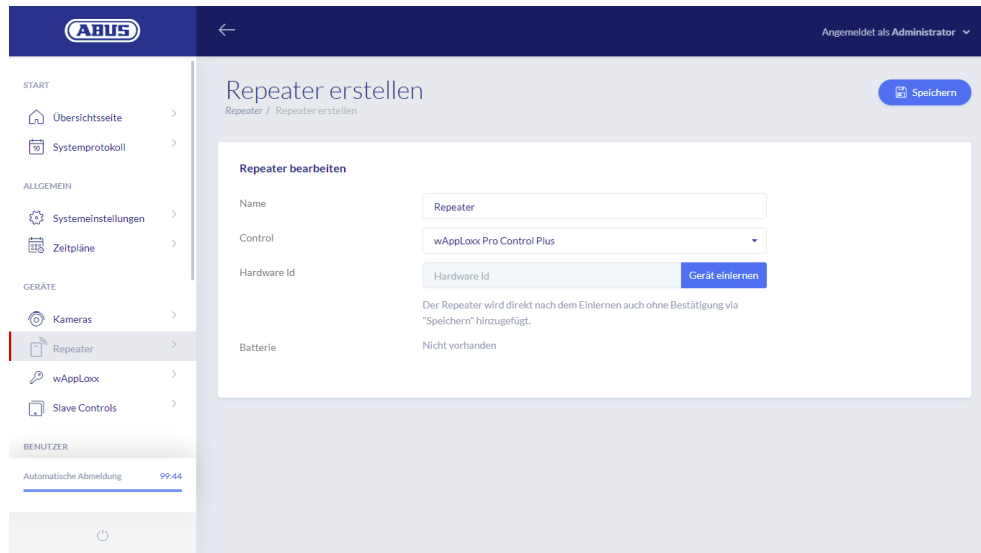 ABUS
Angemeldet als Administrator
START
Übersichtsseite
10
Systemprotokoll
ALLGEMEIN
Systemeinstellungen
Zeitpläne
GERÄTE
Kameras
Repeater
wAppLoxx
Slave Controls
BENUTZER
Automatische Abmeldung 99:44
Repeater erstellen
Repeater / Repeater erstellen
Speichern
Repeater bearbeiten
Name Repeater
Control wAppLoxx Pro Control Plus
Hardware Id Hardware Id Gerät einlernen
Der Repeater wird direkt nach dem Einlernen auch ohne Bestätigung via
"Speichern" hinzugefügt.
Batterie Nicht vorhanden